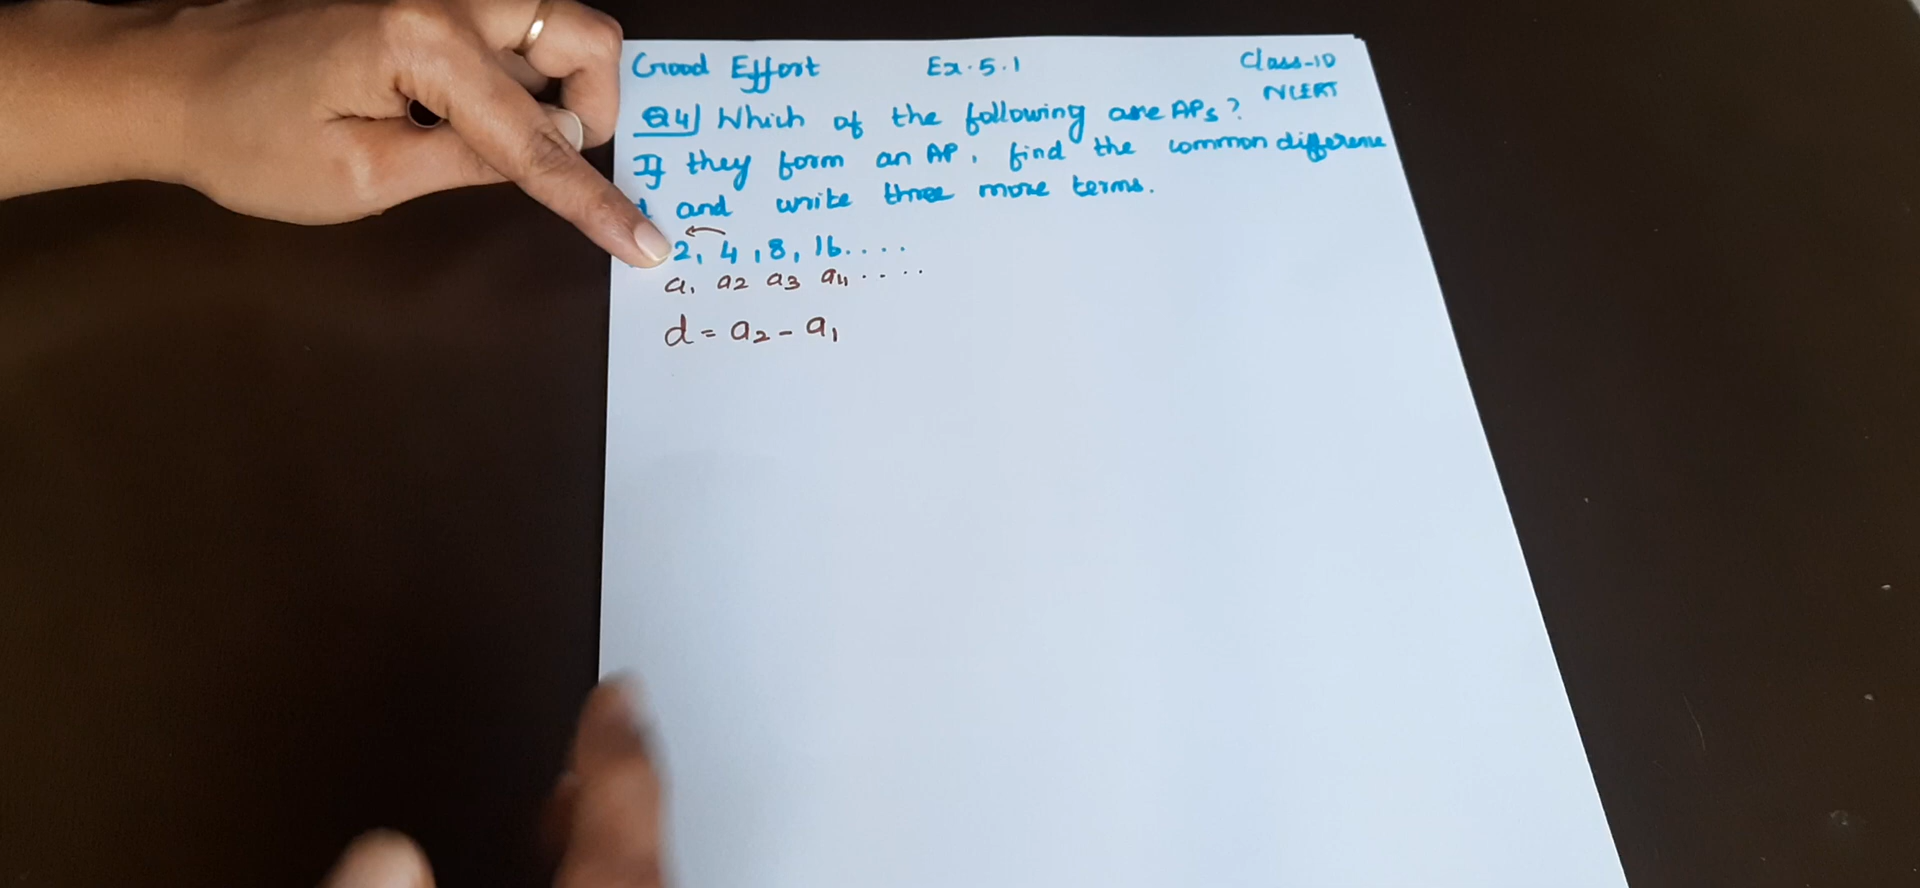 Good Effort Ex.5.1 Class-10
NCERT
Q4) Which of the following are APs?
If they form an AP, find the common difference
d and write three more terms.
2, 4, 8, 16....
a1 a2 a3 a4 ....
d = a2 - a1